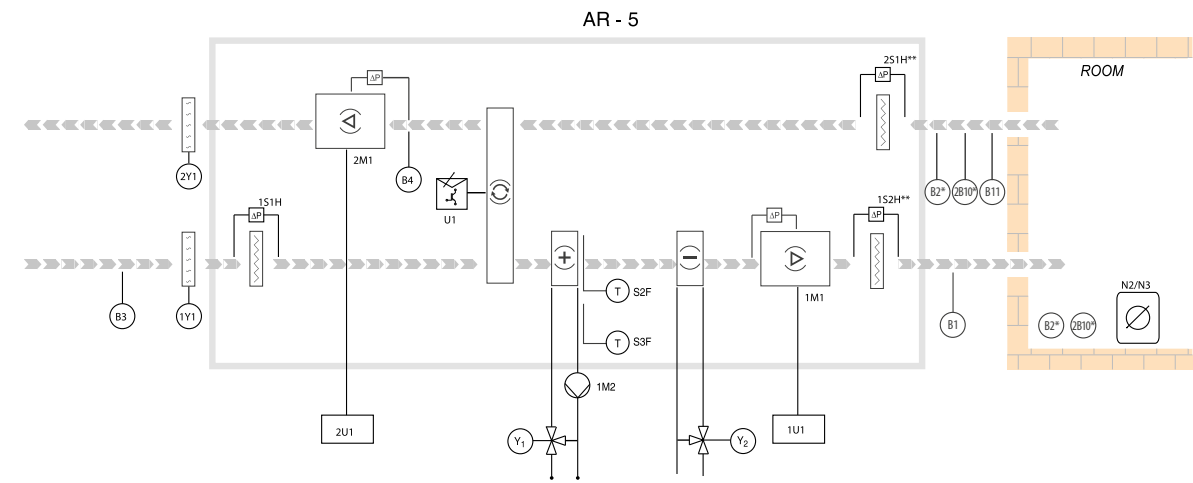 AR - 5
2S1H**
ΔP
ΔP
ROOM
2M1
2Y1
B4
B2*
2B10*
B11
1S1H
ΔP
U1
1S2H**
ΔP
ΔP
B3
1Y1
S2F
T
1M1
B1
N2/N3
B2*
2B10*
S3F
T
1M2
2U1
Y1
Y2
1U1